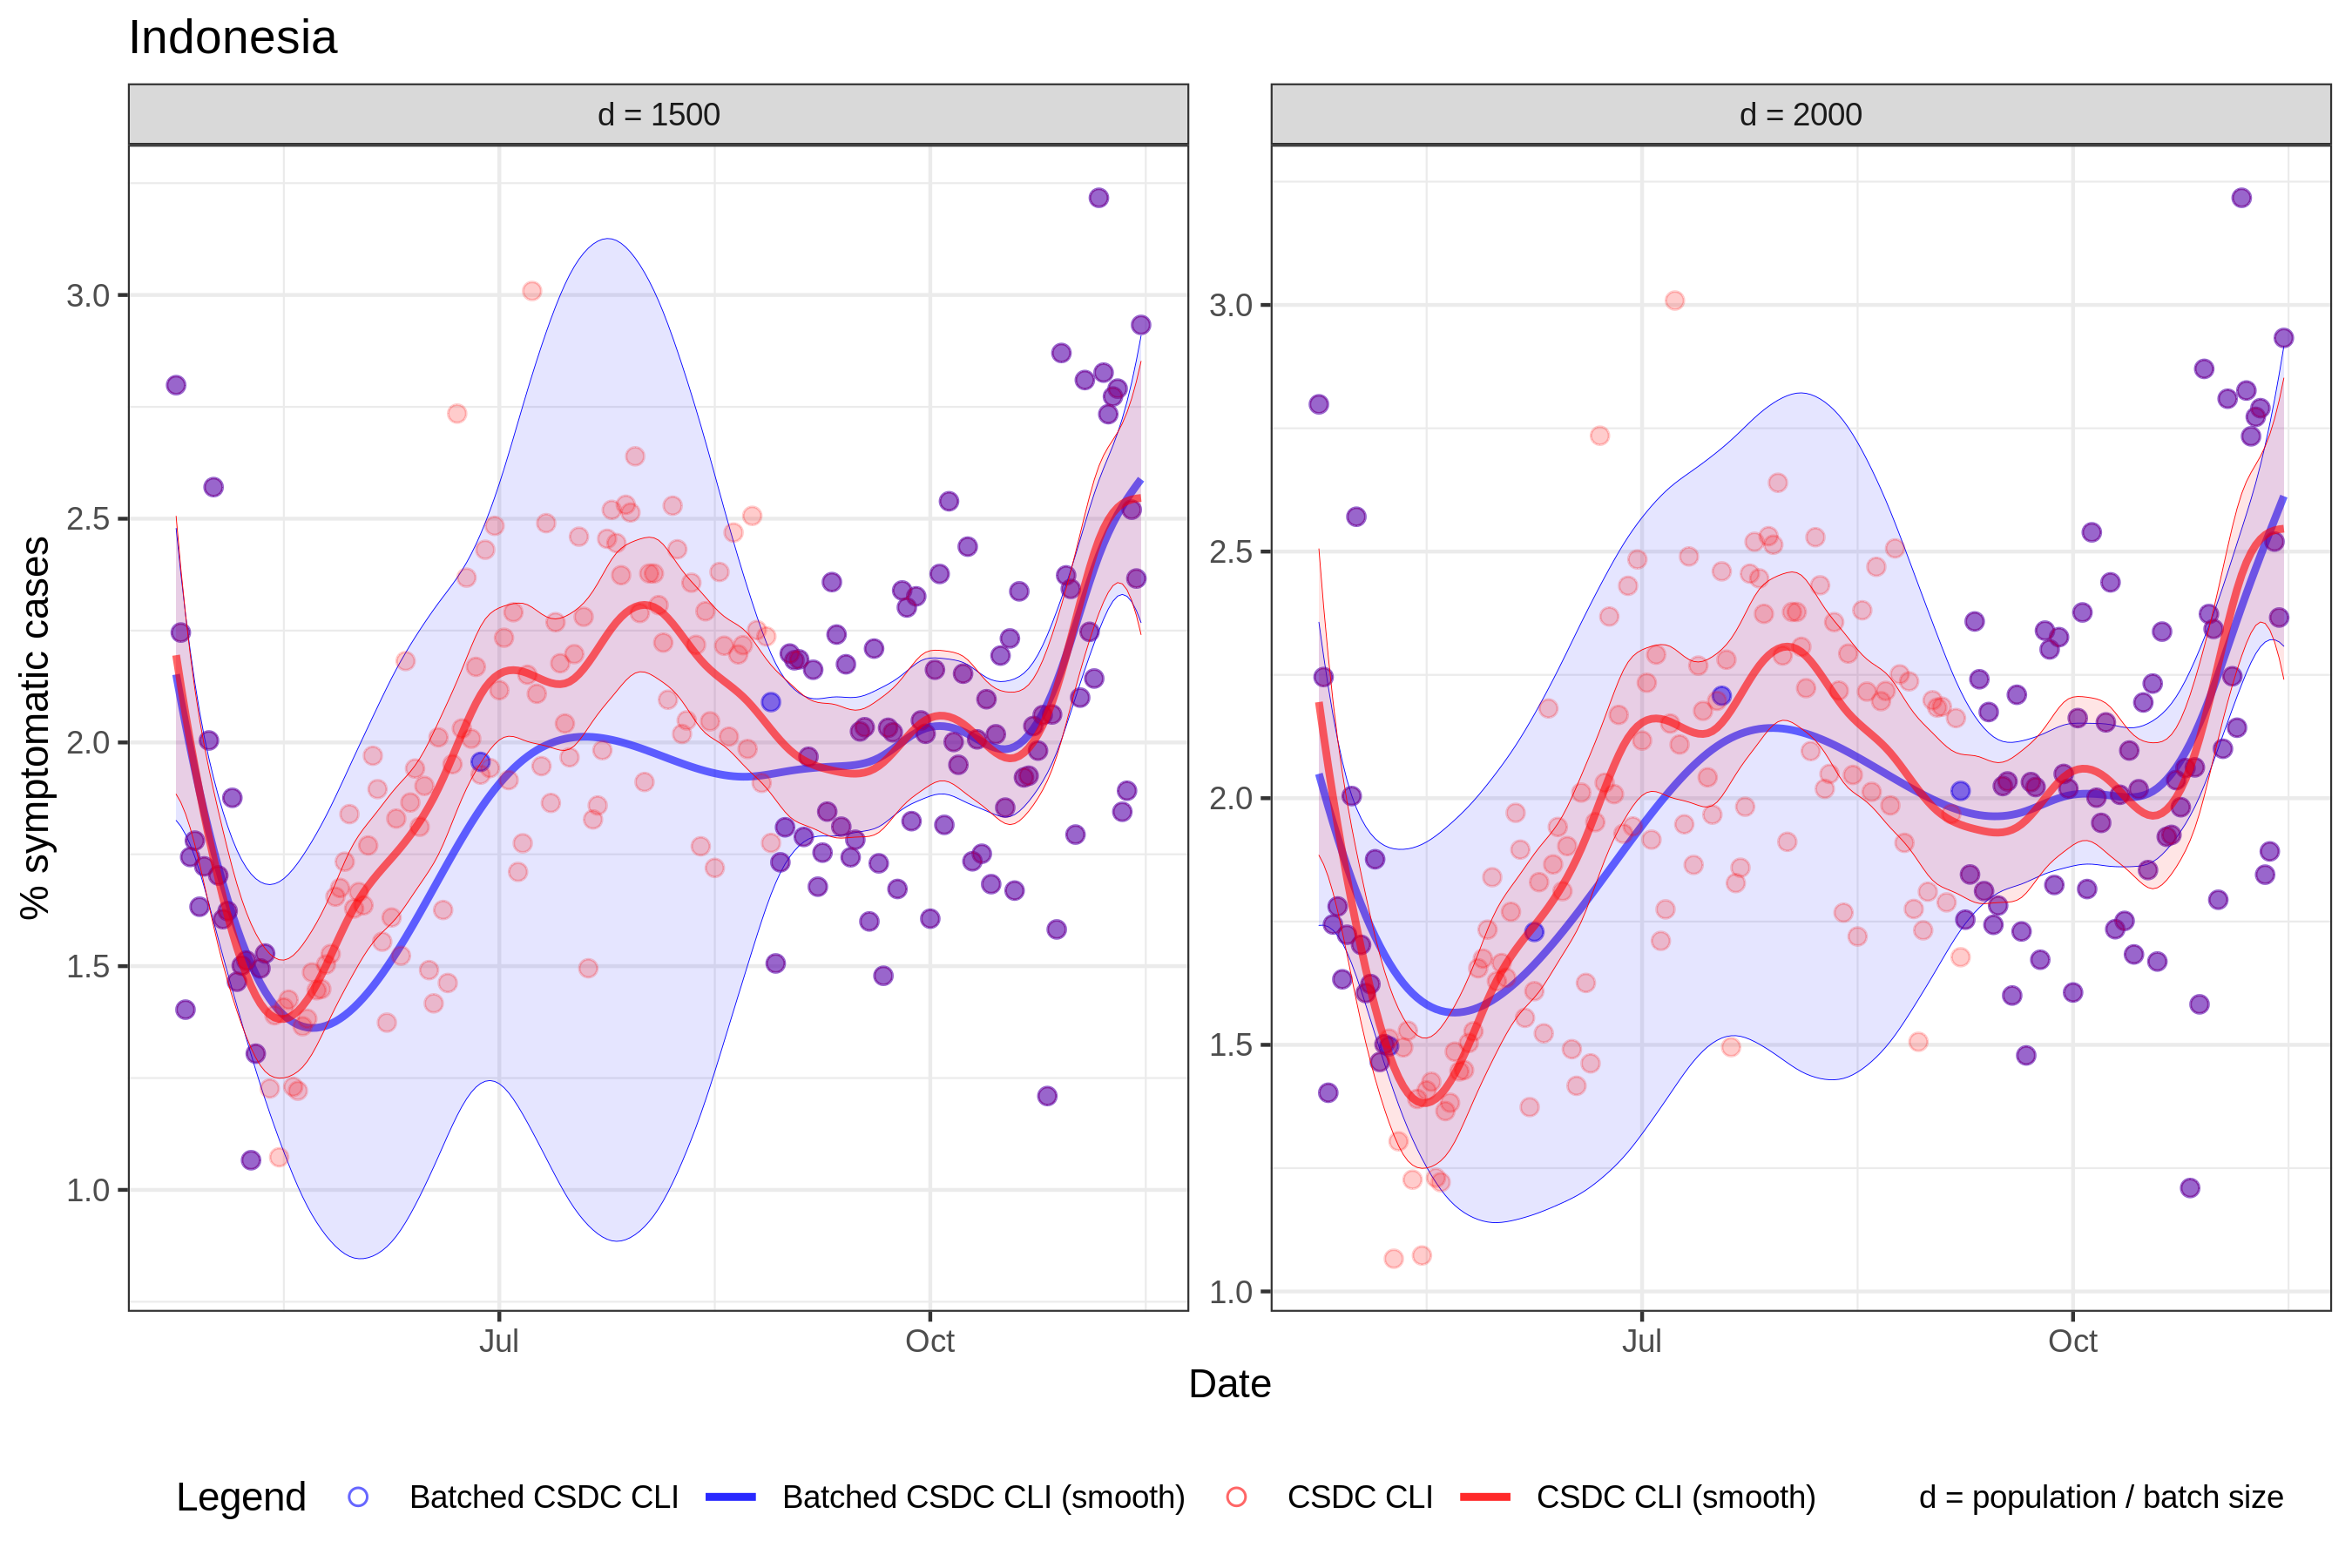 Indonesia
d = 1500
d = 2000
% symptomatic cases
3.0
2.5
2.0
1.5
1.0
3.0
2.5
2.0
1.5
1.0
Jul
Oct
Jul
Oct
Date
Legend
Batched CSDC CLI
Batched CSDC CLI (smooth)
CSDC CLI
CSDC CLI (smooth)
d = population / batch size